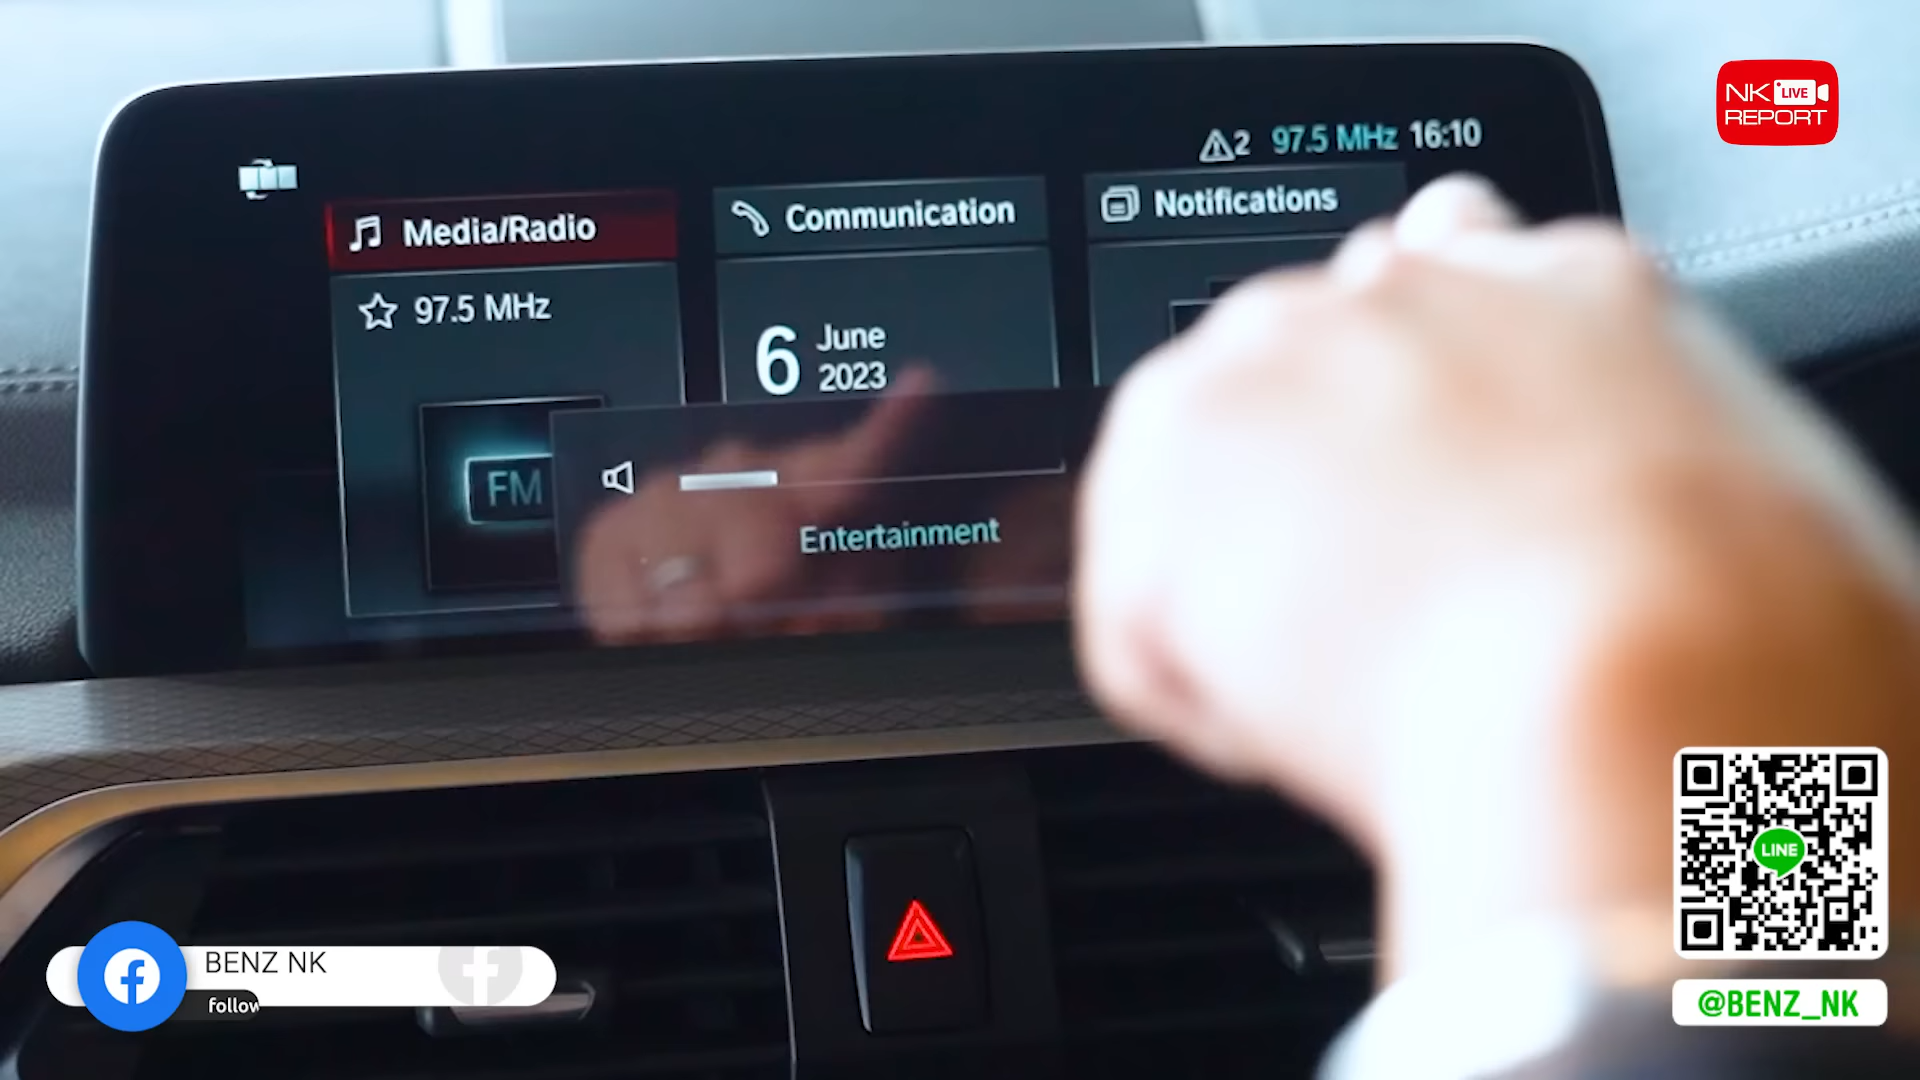 NK LIVE
REPORT
2 97.5 MHz 16:10
Media/Radio
Communication
Notifications
97.5 MHz
6 June
2023
FM
Entertainment
LINE
BENZ NK
follow
@BENZ_NK